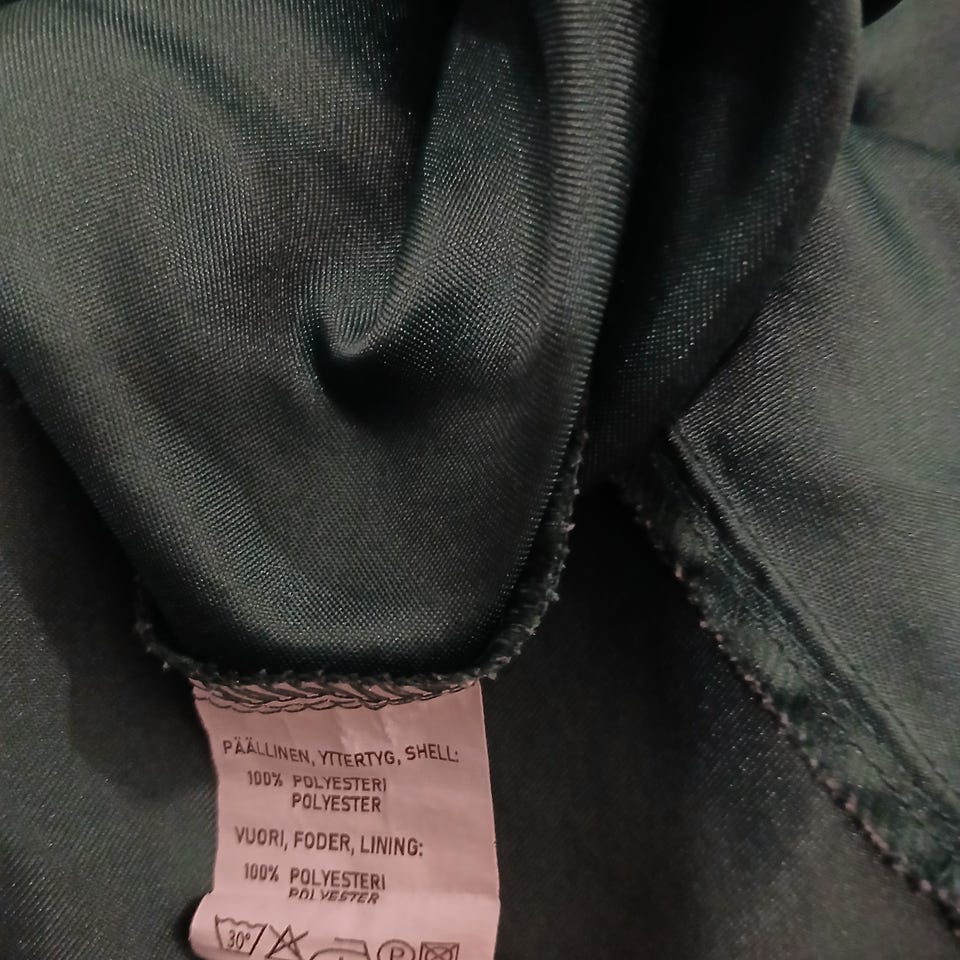 PÄÄLLINEN, YTTERTYG, SHELL:
100% POLYESTERI
POLYESTER
VUORI, FODER, LINING:
100% POLYESTERI
POLYESTER
30° P